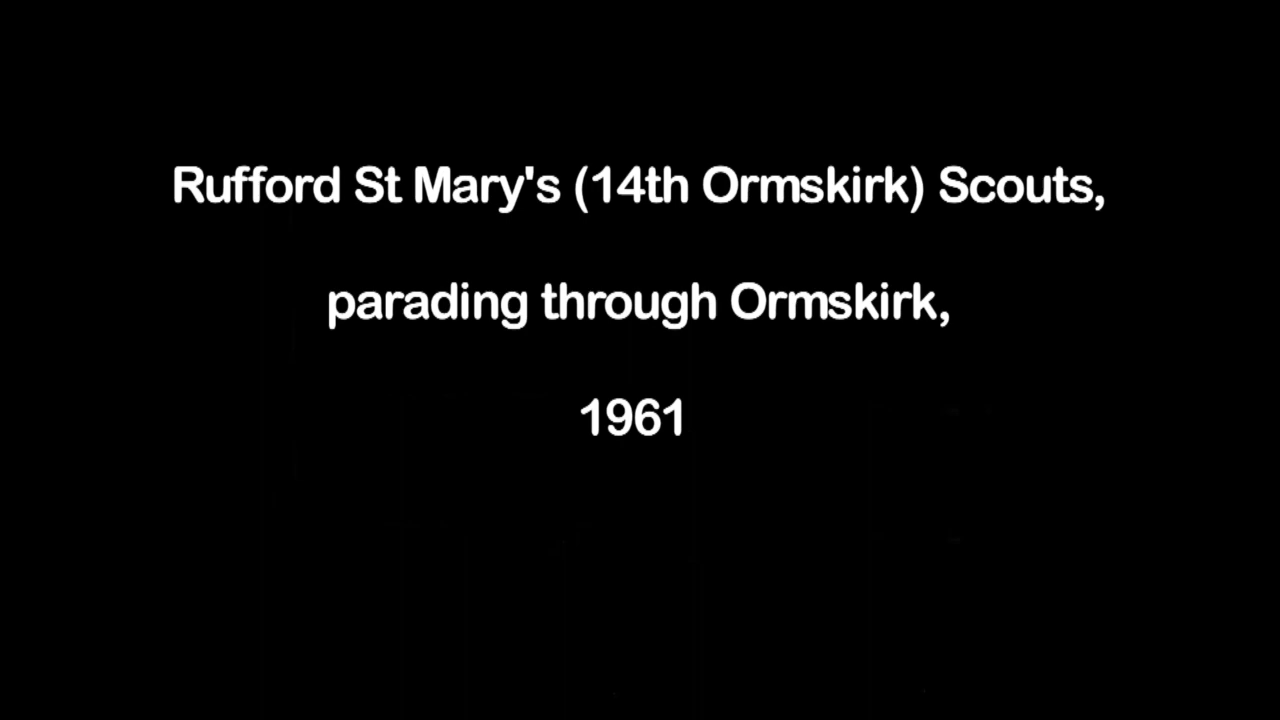 Rufford St Mary's (14th Ormskirk) Scouts,
parading through Ormskirk,
1961